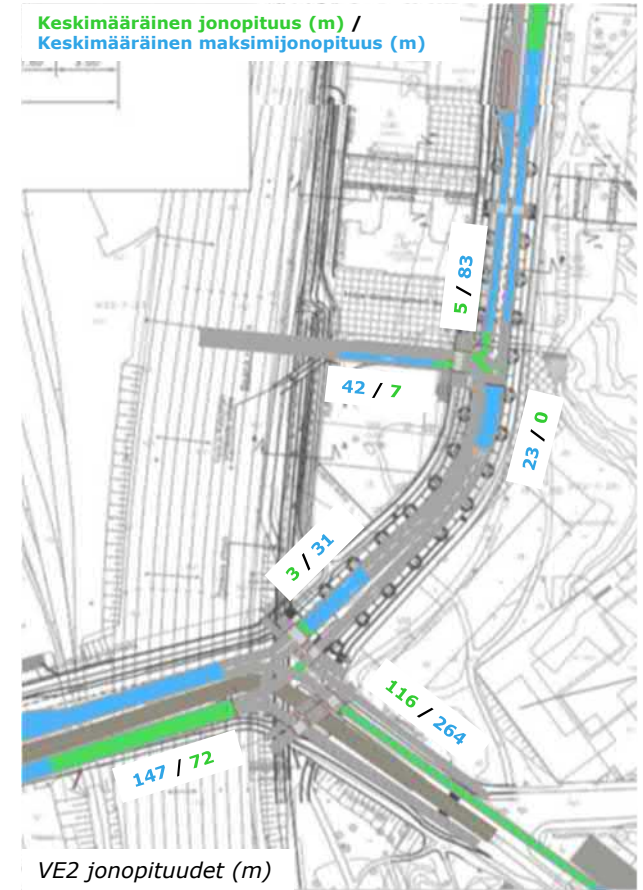 Keskimääräinen jonopituus (m) /
Keskimääräinen maksimijonopituus (m)
5 / 83
42 / 7
23 / 0
3 / 31
116 / 264
147 / 72
VE2 jonopituudet (m)